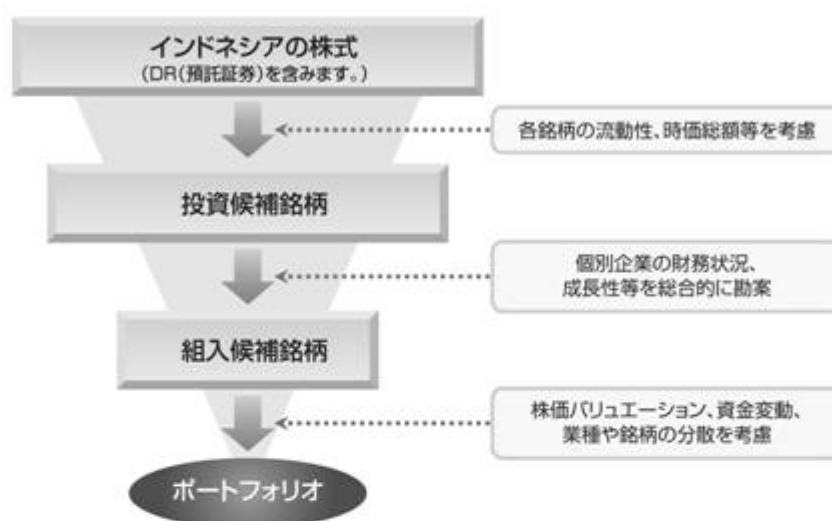 インドネシアの株式
(DR(預託証券)を含みます。)
各銘柄の流動性、時価総額等を考慮
投資候補銘柄
個別企業の財務状況、
成長性等を総合的に勘案
組入候補銘柄
株価バリュエーション、資金変動、
業種や銘柄の分散を考慮
ポートフォリオ